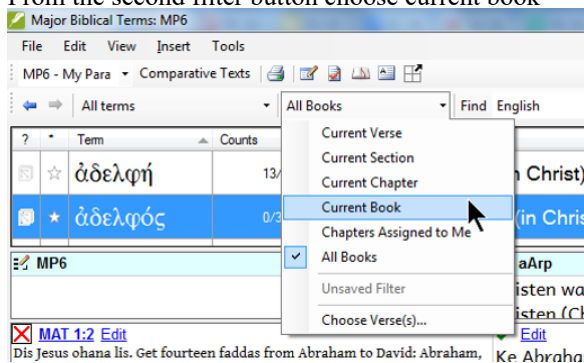 From the second filter button choose current book
Major Biblical Terms: MP6
File Edit View Insert Tools
MP6 - My Para Comparative Texts
All terms All Books Find English
? * Term Counts
Current Verse
Current Section
Current Chapter
Current Book
Chapters Assigned to Me
All Books
Unsaved Filter
Choose Verse(s)...
ἀδελφή 13/ Christ)
ἀδελφός 0/3 (in Chris
MP6 aArp
isten wa
isten (Ch
MAT 1:2 Edit Edit
Dis Jesus ohana lis. Get fourteen faddas from Abraham to David: Abraham, Ke Abraha